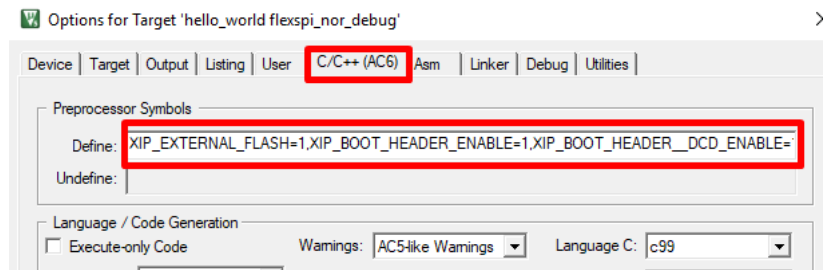 Options for Target 'hello_world flexspi_nor_debug'
Device | Target | Output | Listing | User C/C++ (AC6) Asm | Linker | Debug | Utilities |
Preprocessor Symbols
Define: XIP_EXTERNAL_FLASH=1,XIP_BOOT_HEADER_ENABLE=1,XIP_BOOT_HEADER__DCD_ENABLE=
Undefine:
Language / Code Generation
Execute-only Code Warnings: AC5-like Warnings Language C: c99